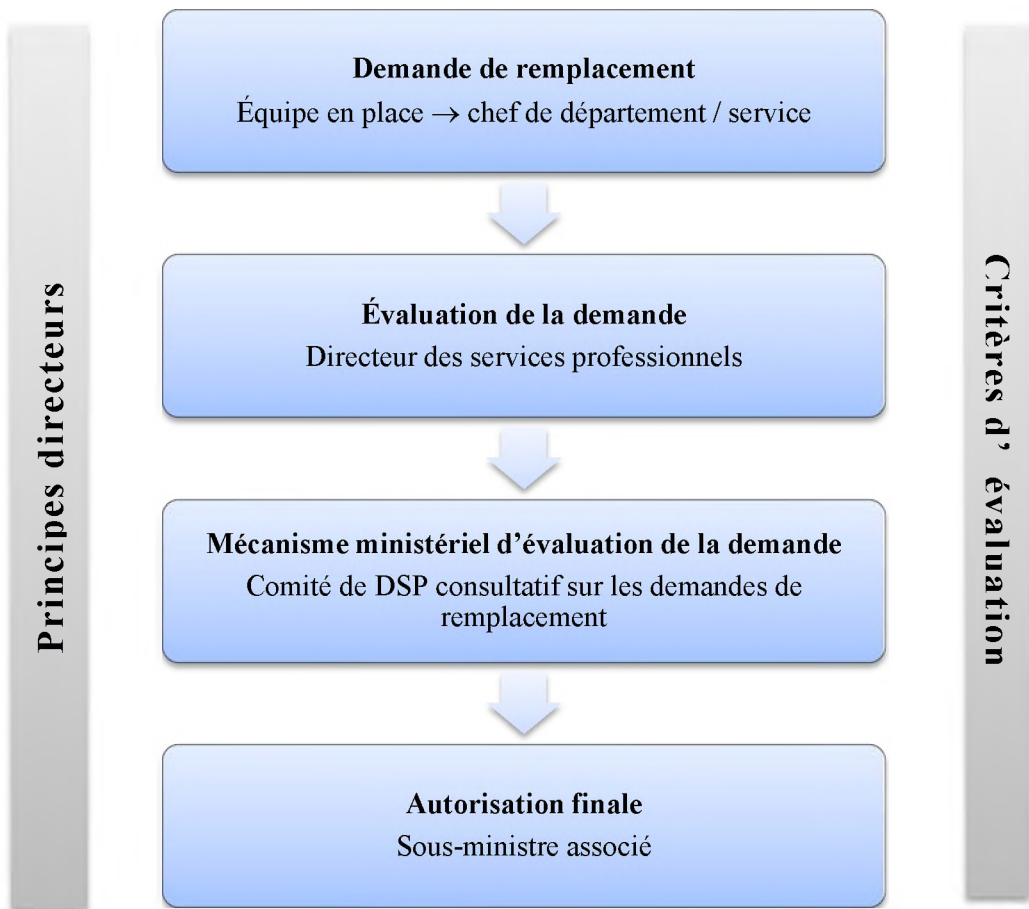 Principes directeurs
Demande de remplacement
Équipe en place → chef de département / service
Évaluation de la demande
Directeur des services professionnels
Mécanisme ministériel d’évaluation de la demande
Comité de DSP consultatif sur les demandes de
remplacement
Autorisation finale
Sous-ministre associé
Critères d’ évaluation